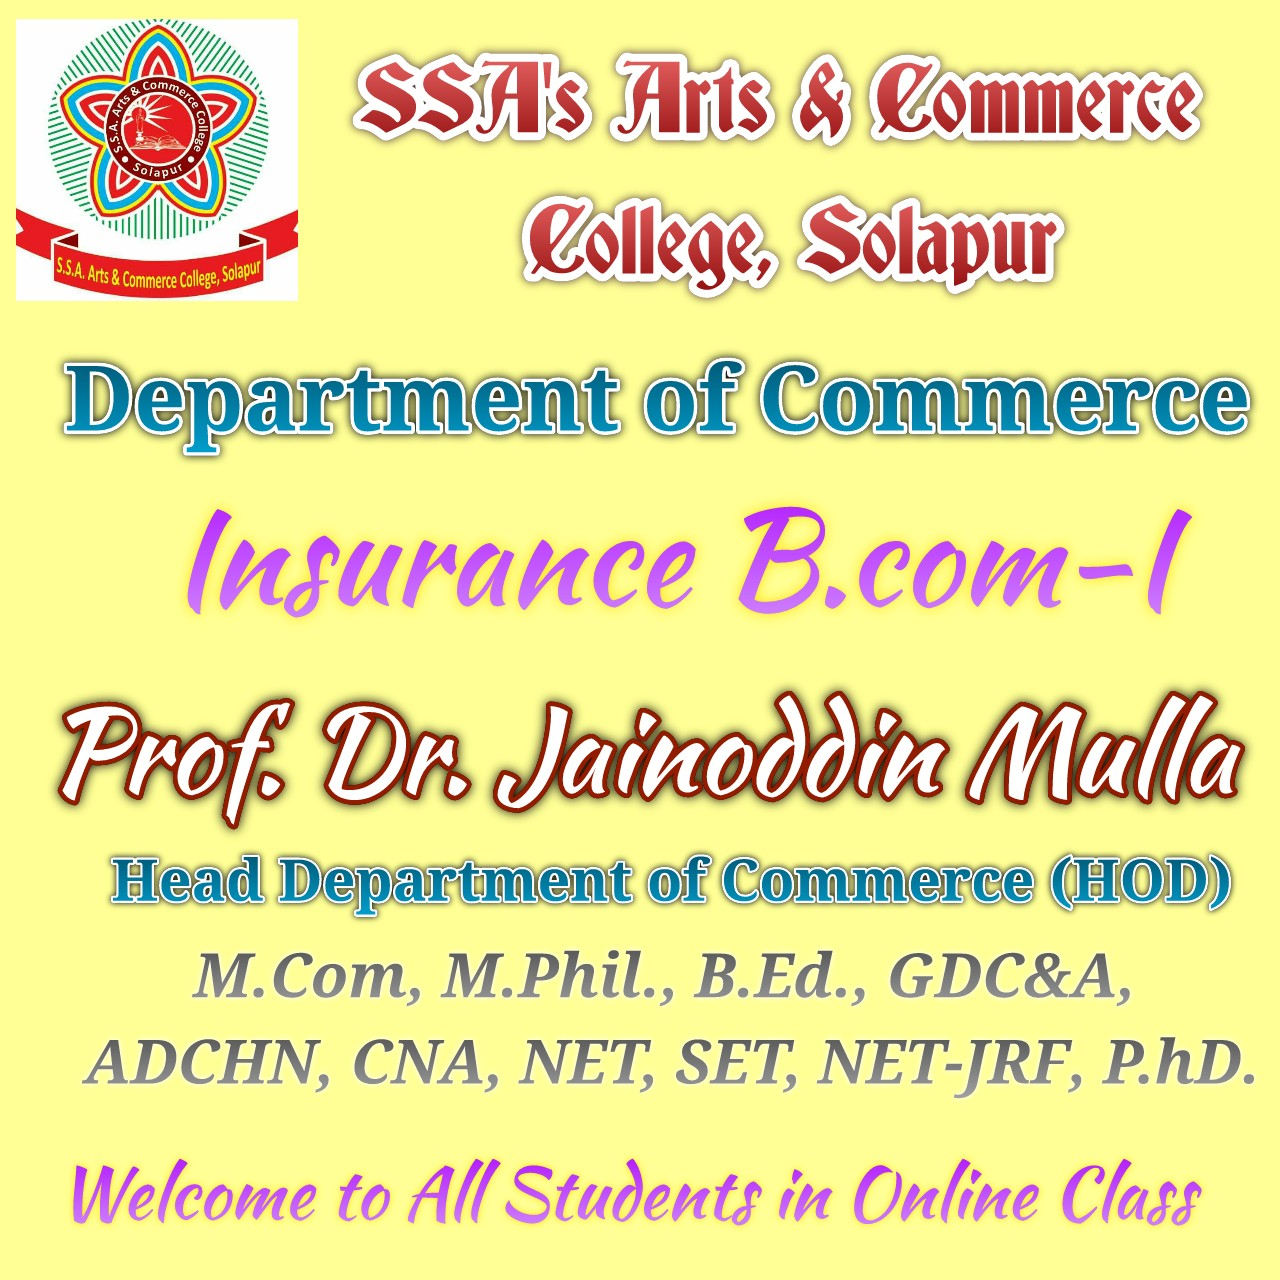 S.S.A. Arts & Commerce College
• Solapur •
S.S.A. Arts & Commerce College, Solapur
SSA's Arts & Commerce
College, Solapur
Department of Commerce
Insurance B.com-I
Prof. Dr. Jainoddin Mulla
Head Department of Commerce (HOD)
M.Com, M.Phil., B.Ed., GDC&A,
ADCHN, CNA, NET, SET, NET-JRF, P.hD.
Welcome to All Students in Online Class